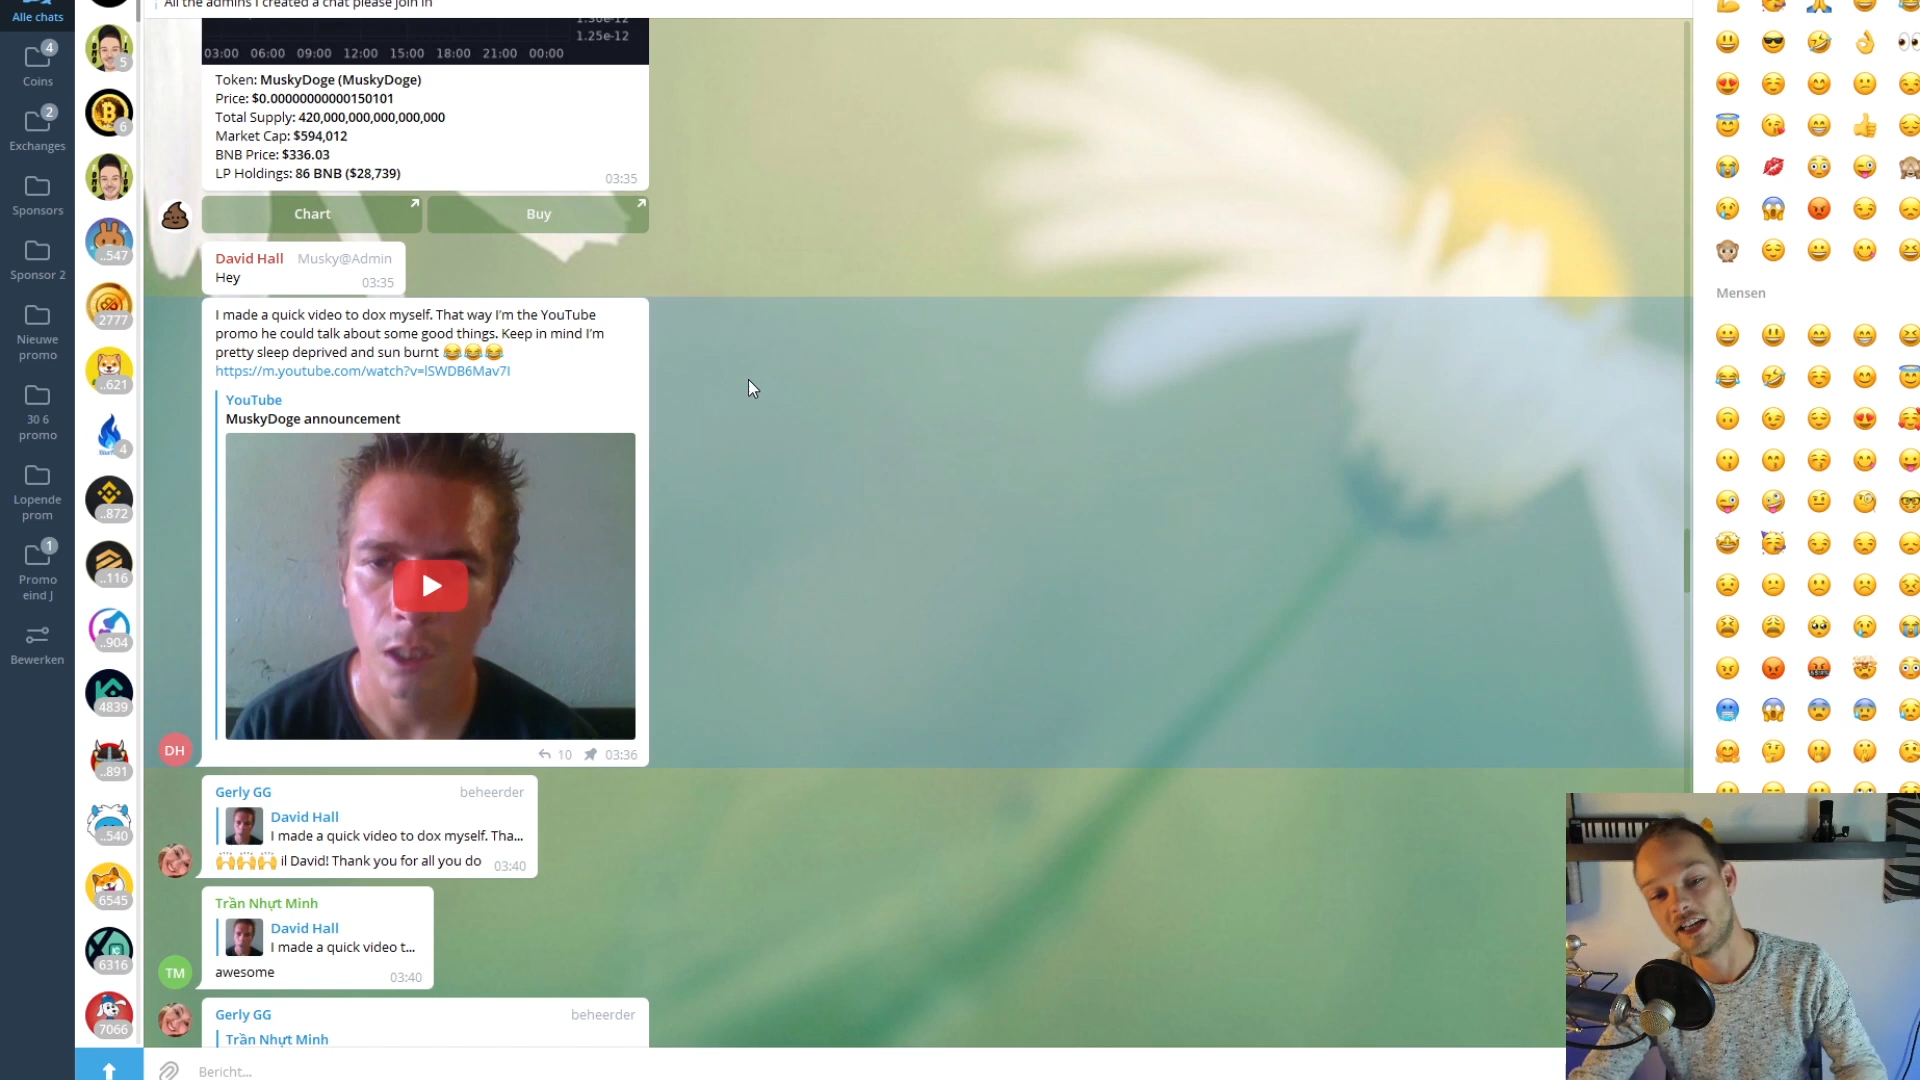 All the admins I created a chat please join in
Alle chats
4
Coins
2
Exchanges
Sponsors
Sponsor 2
Nieuwe
promo
30 6
promo
Lopende
prom
1
Promo
eind J
Bewerken
5
6
..547
2777
..621
4
..872
..116
..904
4839
..891
..540
6545
6316
7066
1.30e-12
1.25e-12
03:00 06:00 09:00 12:00 15:00 18:00 21:00 00:00
Token: MuskyDoge (MuskyDoge)
Price: $0.00000000000150101
Total Supply: 420,000,000,000,000,000
Market Cap: $594,012
BNB Price: $336.03
LP Holdings: 86 BNB ($28,739)
03:35
Chart
Buy
David Hall Musky@Admin
Hey
03:35
I made a quick video to dox myself. That way I'm the YouTube
promo he could talk about some good things. Keep in mind I'm
pretty sleep deprived and sun burnt 😂😂😂
https://m.youtube.com/watch?v=lSWDB6Mav7I
YouTube
MuskyDoge announcement
DH
10 03:36
Gerly GG beheerder
David Hall
I made a quick video to dox myself. Tha...
🙌🙌🙌 il David! Thank you for all you do
03:40
Trần Nhựt Minh
David Hall
I made a quick video t...
awesome
03:40
TM
Gerly GG beheerder
Trần Nhựt Minh
Bericht...
Mensen